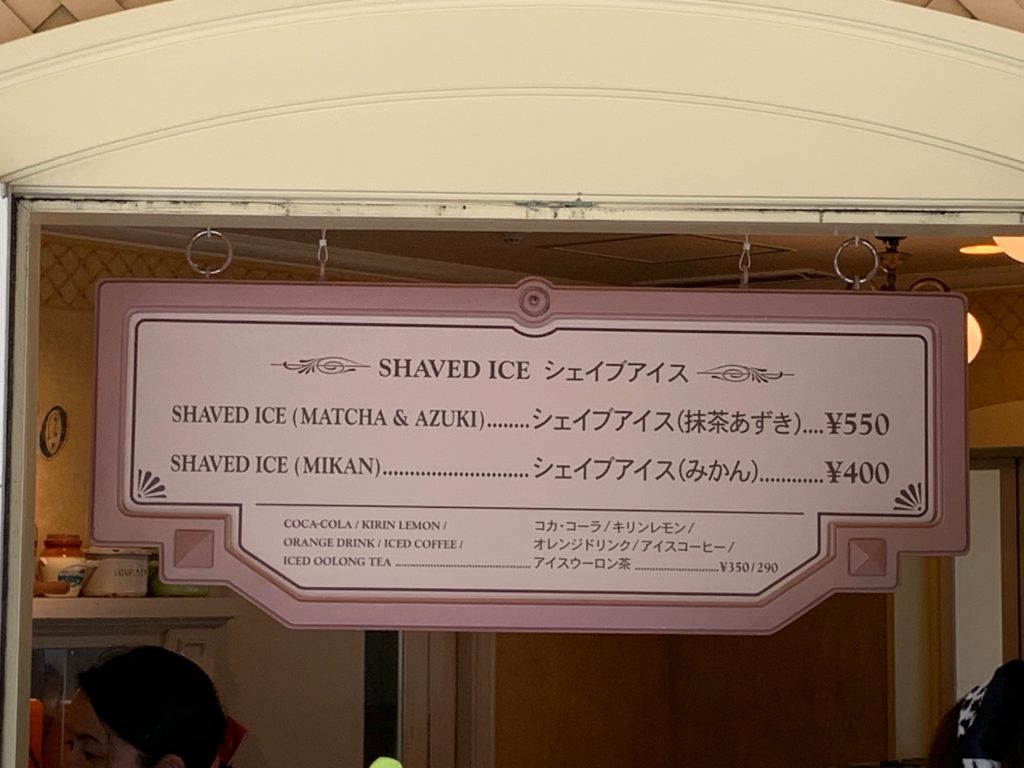 SHAVED ICE シェイブアイス
SHAVED ICE (MATCHA & AZUKI)........シェイブアイス(抹茶あずき)....¥550
SHAVED ICE (MIKAN)............................シェイブアイス(みかん)............¥400
COCA-COLA / KIRIN LEMON / コカ・コーラ/キリンレモン/
ORANGE DRINK / ICED COFFEE / オレンジドリンク/アイスコーヒー/
ICED OOLONG TEA ........................................アイスウーロン茶 ........................¥350/290